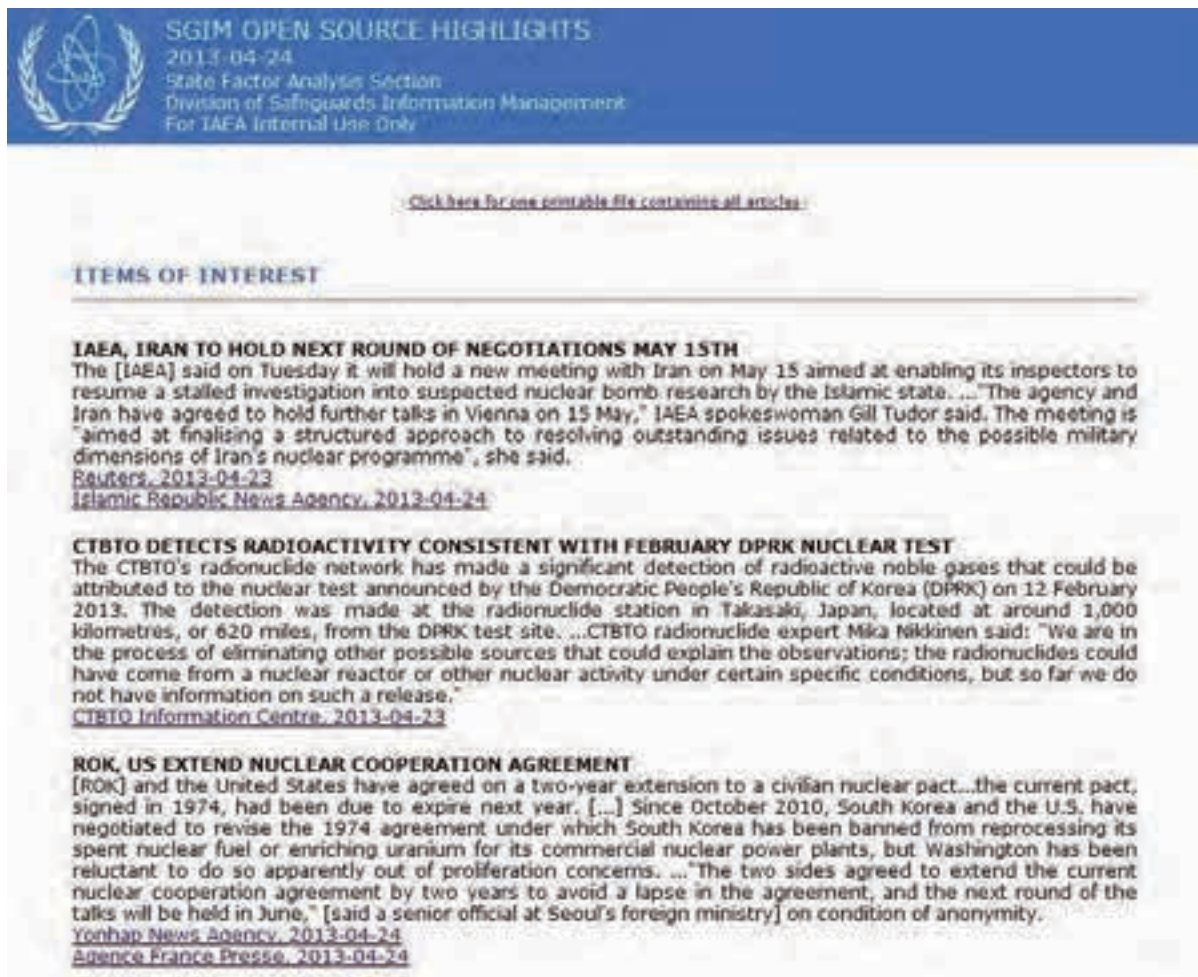 SGIM OPEN SOURCE HIGHLIGHTS
2013-04-24
State Factor Analysis Section
Division of Safeguards Information Management
For IAEA Internal Use Only
- Click here for one printable file containing all articles -
ITEMS OF INTEREST
IAEA, IRAN TO HOLD NEXT ROUND OF NEGOTIATIONS MAY 15TH
The [IAEA] said on Tuesday it will hold a new meeting with Iran on May 15 aimed at enabling its inspectors to
resume a stalled investigation into suspected nuclear bomb research by the Islamic state. ..."The agency and
Iran have agreed to hold further talks in Vienna on 15 May," IAEA spokeswoman Gill Tudor said. The meeting is
"aimed at finalising a structured approach to resolving outstanding issues related to the possible military
dimensions of Iran's nuclear programme", she said.
Reuters, 2013-04-23
Islamic Republic News Agency, 2013-04-24
CTBTO DETECTS RADIOACTIVITY CONSISTENT WITH FEBRUARY DPRK NUCLEAR TEST
The CTBTO's radionuclide network has made a significant detection of radioactive noble gases that could be
attributed to the nuclear test announced by the Democratic People's Republic of Korea (DPRK) on 12 February
2013. The detection was made at the radionuclide station in Takasaki, Japan, located at around 1,000
kilometres, or 620 miles, from the DPRK test site. ...CTBTO radionuclide expert Mika Nikkinen said: "We are in
the process of eliminating other possible sources that could explain the observations; the radionuclides could
have come from a nuclear reactor or other nuclear activity under certain specific conditions, but so far we do
not have information on such a release."
CTBTO Information Centre, 2013-04-23
ROK, US EXTEND NUCLEAR COOPERATION AGREEMENT
[ROK] and the United States have agreed on a two-year extension to a civilian nuclear pact...the current pact,
signed in 1974, had been due to expire next year. [...] Since October 2010, South Korea and the U.S. have
negotiated to revise the 1974 agreement under which South Korea has been banned from reprocessing its
spent nuclear fuel or enriching uranium for its commercial nuclear power plants, but Washington has been
reluctant to do so apparently out of proliferation concerns. ..."The two sides agreed to extend the current
nuclear cooperation agreement by two years to avoid a lapse in the agreement, and the next round of the
talks will be held in June," [said a senior official at Seoul's foreign ministry] on condition of anonymity.
Yonhap News Agency, 2013-04-24
Agence France Presse, 2013-04-24